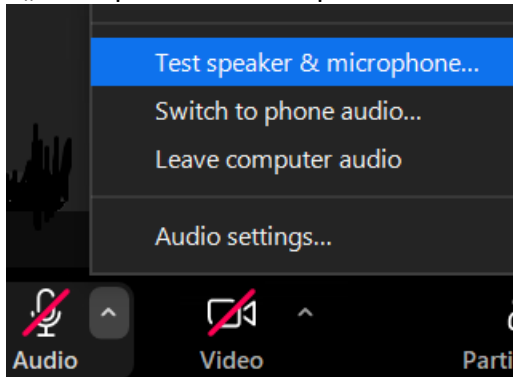 Test speaker & microphone...
Switch to phone audio...
Leave computer audio
Audio settings...
Audio
Video